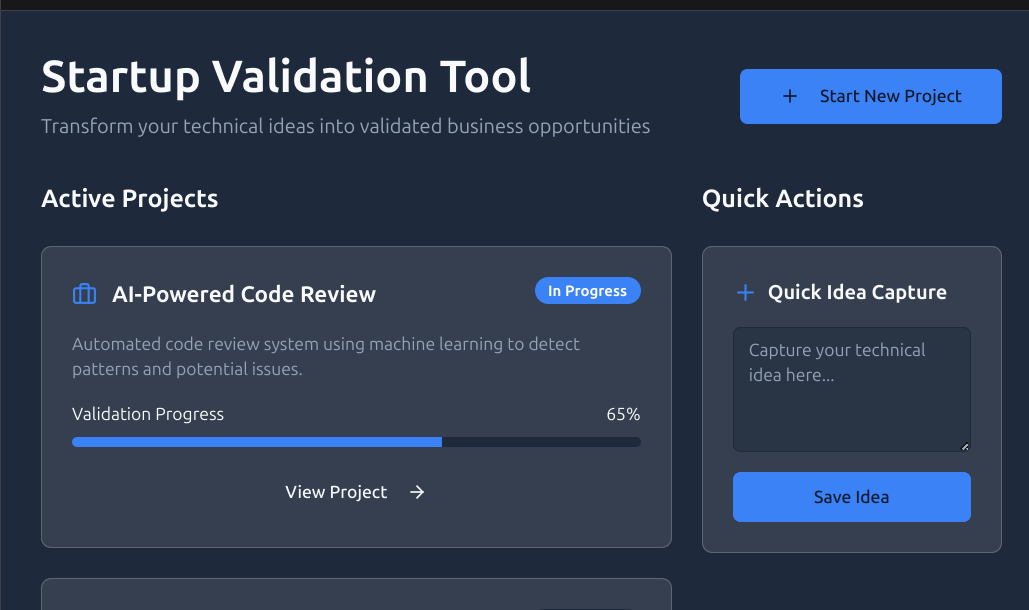 Startup Validation Tool
Transform your technical ideas into validated business opportunities
+ Start New Project
Active Projects
AI-Powered Code Review
In Progress
Automated code review system using machine learning to detect
patterns and potential issues.
Validation Progress
65%
View Project →
Quick Actions
+ Quick Idea Capture
Capture your technical
idea here...
Save Idea